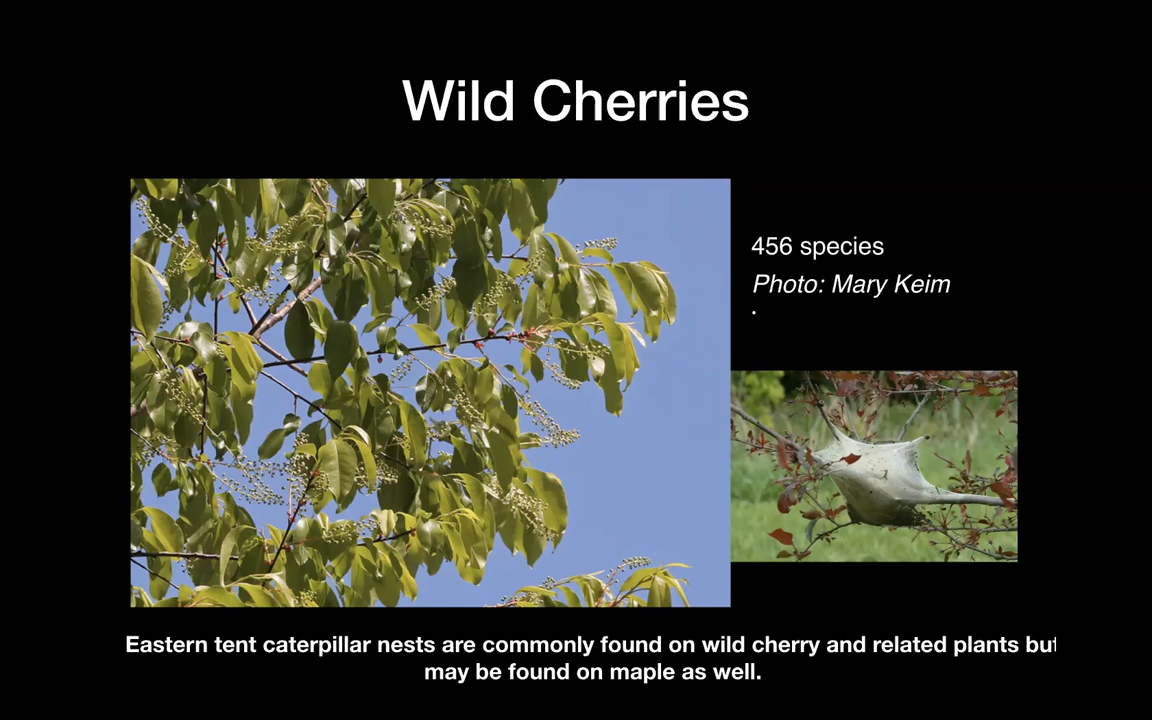 Wild Cherries
456 species
Photo: Mary Keim
.
Eastern tent caterpillar nests are commonly found on wild cherry and related plants but
may be found on maple as well.